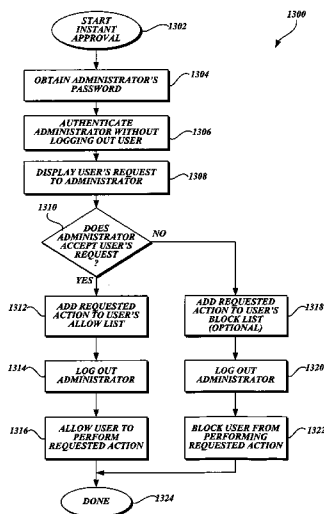 START
INSTANT
APPROVAL
1302
1300
OBTAIN ADMINISTRATOR'S
PASSWORD
1304
AUTHENTICATE
ADMINISTRATOR WITHOUT
LOGGING OUT USER
1306
DISPLAY USER'S REQUEST
TO ADMINISTRATOR
1308
1310
DOES
ADMINISTRATOR
ACCEPT USER'S
REQUEST
?
NO
YES
1312
ADD REQUESTED
ACTION TO USER'S
ALLOW LIST
ADD REQUESTED
ACTION TO USER'S
BLOCK LIST
(OPTIONAL)
1318
1314
LOG OUT
ADMINISTRATOR
LOG OUT
ADMINISTRATOR
1320
1316
ALLOW USER TO
PERFORM
REQUESTED ACTION
BLOCK USER FROM
PERFORMING
REQUESTED ACTION
1322
DONE
1324